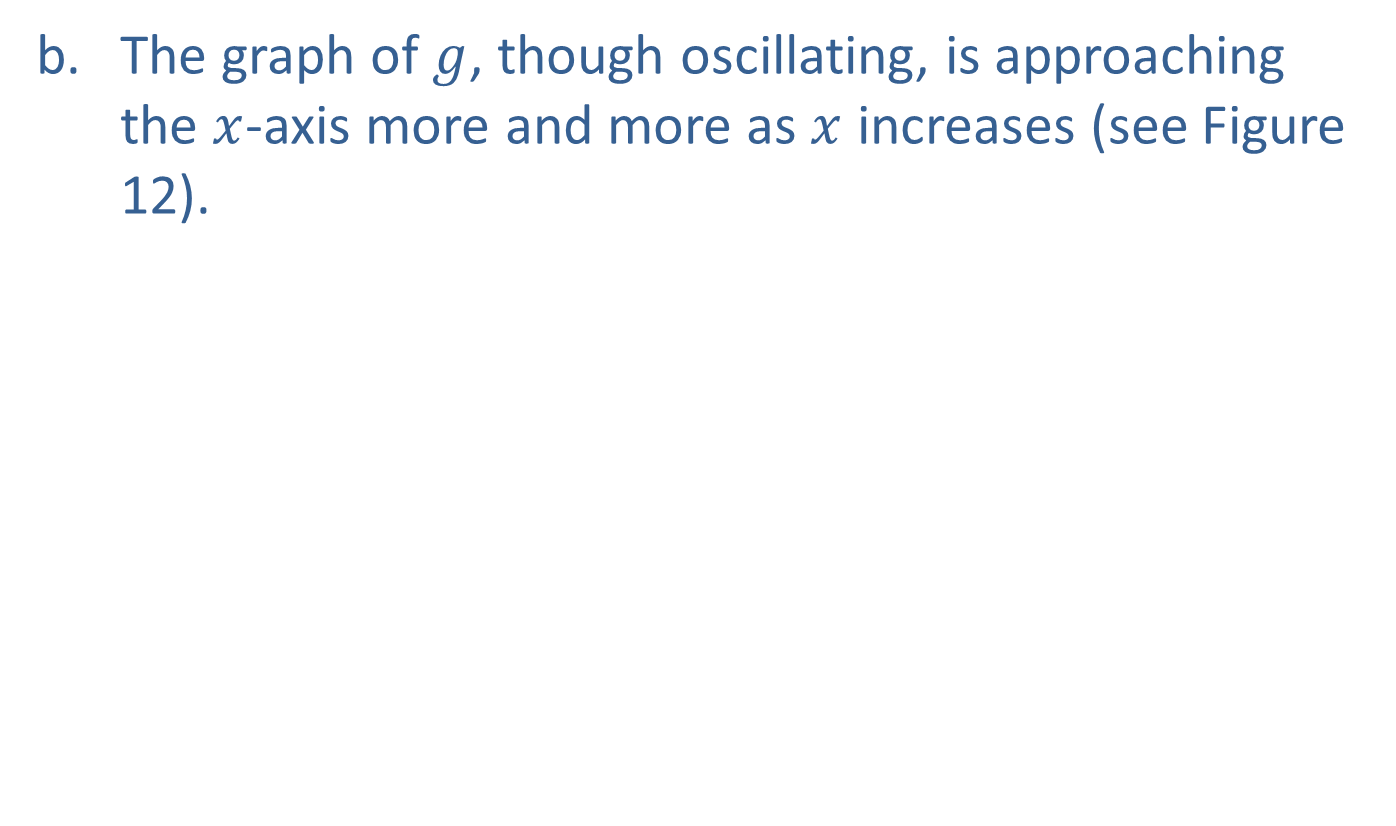 b. The graph of g, though oscillating, is approaching
the x-axis more and more as x increases (see Figure
12).